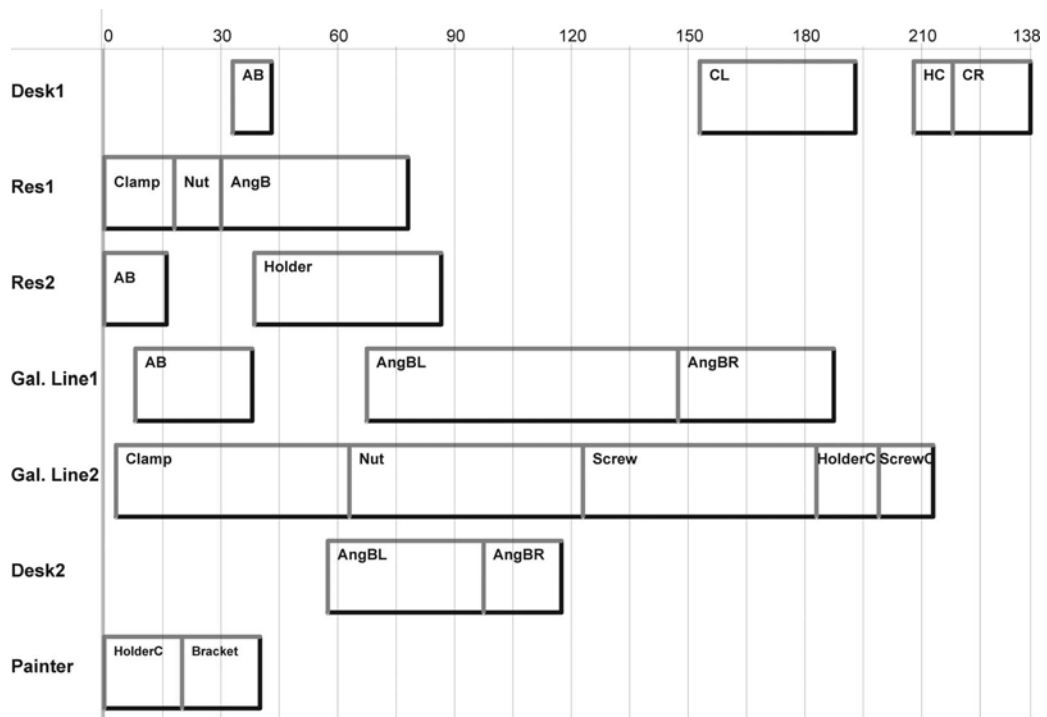 0 30 60 90 120 150 180 210 138
Desk1 AB CL HC CR
Res1 Clamp Nut AngB
Res2 AB Holder
Gal. Line1 AB AngBL AngBR
Gal. Line2 Clamp Nut Screw HolderC ScrewC
Desk2 AngBL AngBR
Painter HolderC Bracket